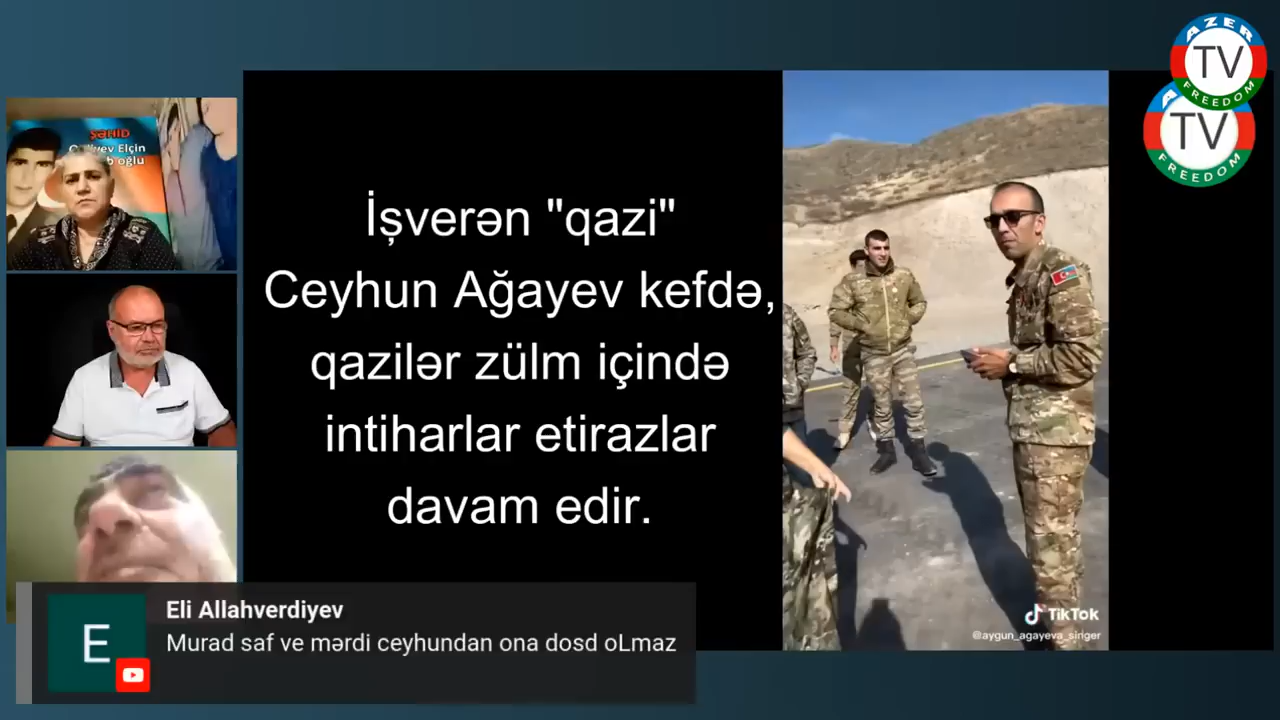 AZER
TV
FREEDOM
TV
FREEDOM
ŞƏHİD
Elçin
oğlu
İşverən "qazi"
Ceyhun Ağayev kefdə,
qazilər zülm içində
intiharlar etirazlar
davam edir.
TikTok
@aygun_agayeva_singer
E
Eli Allahverdiyev
Murad saf ve mərdi ceyhundan ona dosd oLmaz